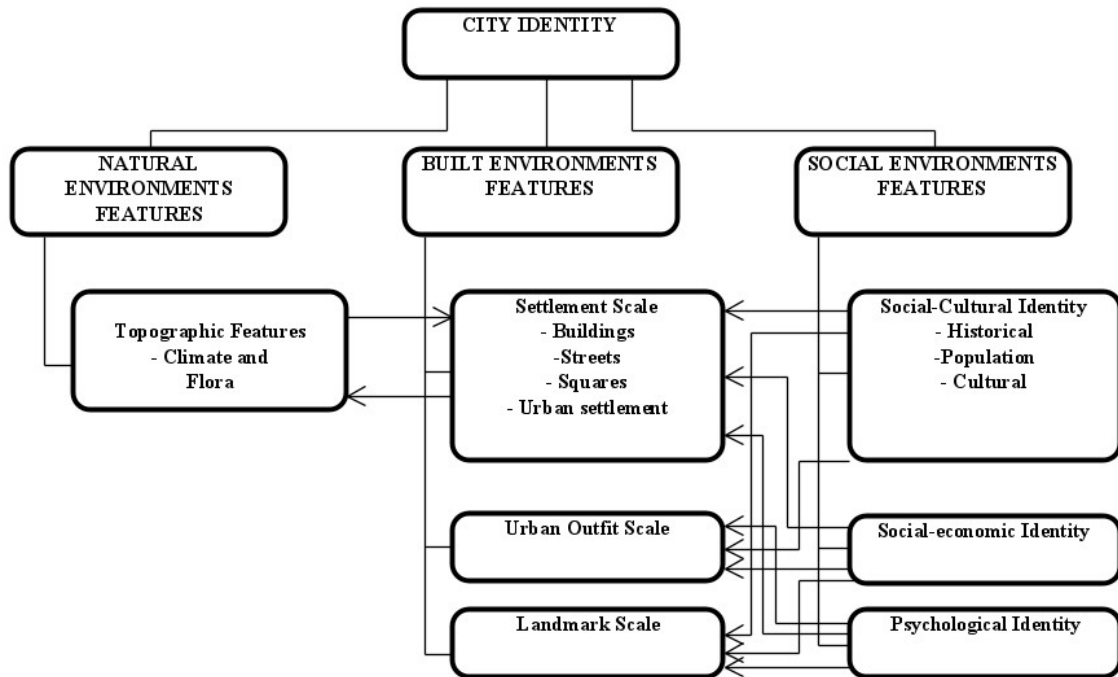 CITY IDENTITY
NATURAL
ENVIRONMENTS
FEATURES
BUILT ENVIRONMENTS
FEATURES
SOCIAL ENVIRONMENTS
FEATURES
Topographic Features
- Climate and
Flora
Settlement Scale
- Buildings
-Streets
- Squares
- Urban settlement
Social-Cultural Identity
- Historical
-Population
- Cultural
Urban Outfit Scale
Social-economic Identity
Landmark Scale
Psychological Identity